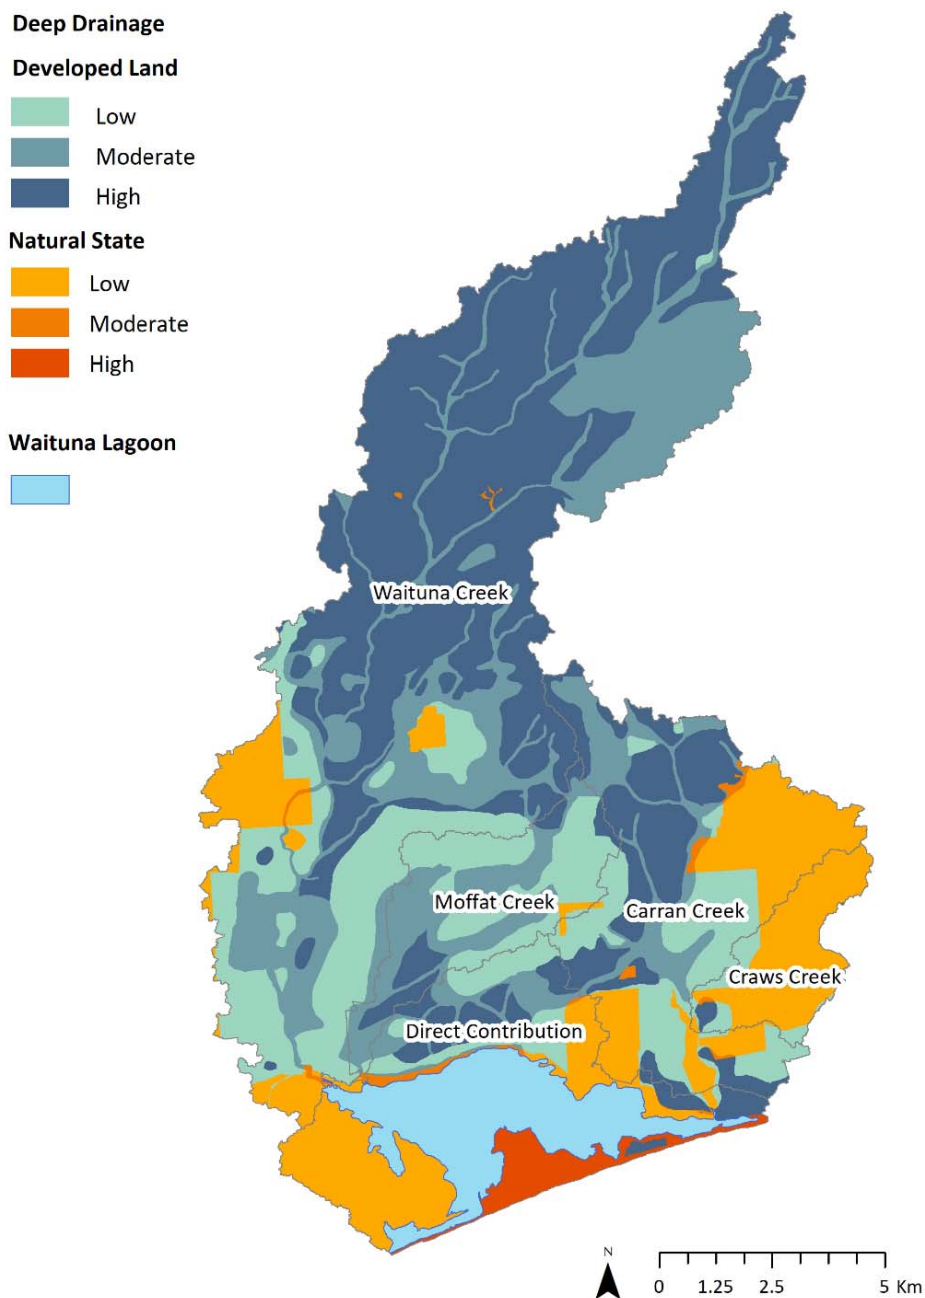 Deep Drainage
Developed Land
Low
Moderate
High
Natural State
Low
Moderate
High
Waituna Lagoon
Waituna Creek
Moffat Creek
Carran Creek
Craws Creek
Direct Contribution
N
0 1.25 2.5 5 Km